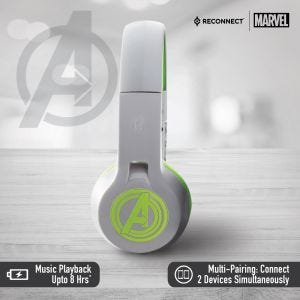 RECONNECT
MARVEL
Music Playback
Upto 8 Hrs*
Multi-Pairing: Connect
2 Devices Simultaneously